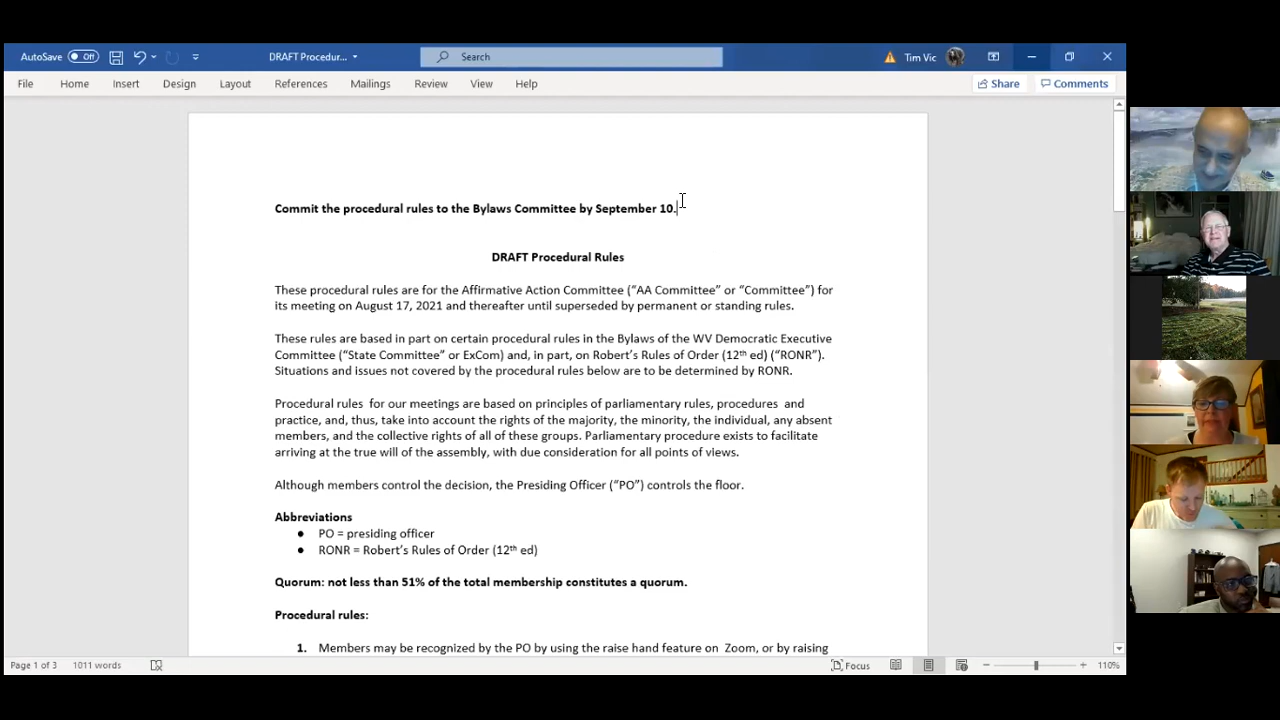 AutoSave Off DRAFT Procedur... Search Tim Vic
File Home Insert Design Layout References Mailings Review View Help Share Comments
Commit the procedural rules to the Bylaws Committee by September 10.
DRAFT Procedural Rules
These procedural rules are for the Affirmative Action Committee (“AA Committee” or “Committee”) for
its meeting on August 17, 2021 and thereafter until superseded by permanent or standing rules.
These rules are based in part on certain procedural rules in the Bylaws of the WV Democratic Executive
Committee (“State Committee” or ExCom) and, in part, on Robert’s Rules of Order (12th ed) (“RONR”).
Situations and issues not covered by the procedural rules below are to be determined by RONR.
Procedural rules  for our meetings are based on principles of parliamentary rules, procedures  and
practice, and, thus, take into account the rights of the majority, the minority, the individual, any absent
members, and the collective rights of all of these groups. Parliamentary procedure exists to facilitate
arriving at the true will of the assembly, with due consideration for all points of views.
Although members control the decision, the Presiding Officer (“PO”) controls the floor.
Abbreviations
● PO = presiding officer
● RONR = Robert’s Rules of Order (12th ed)
Quorum: not less than 51% of the total membership constitutes a quorum.
Procedural rules:
1. Members may be recognized by the PO by using the raise hand feature on  Zoom, or by raising
Page 1 of 3 1011 words Focus 110%